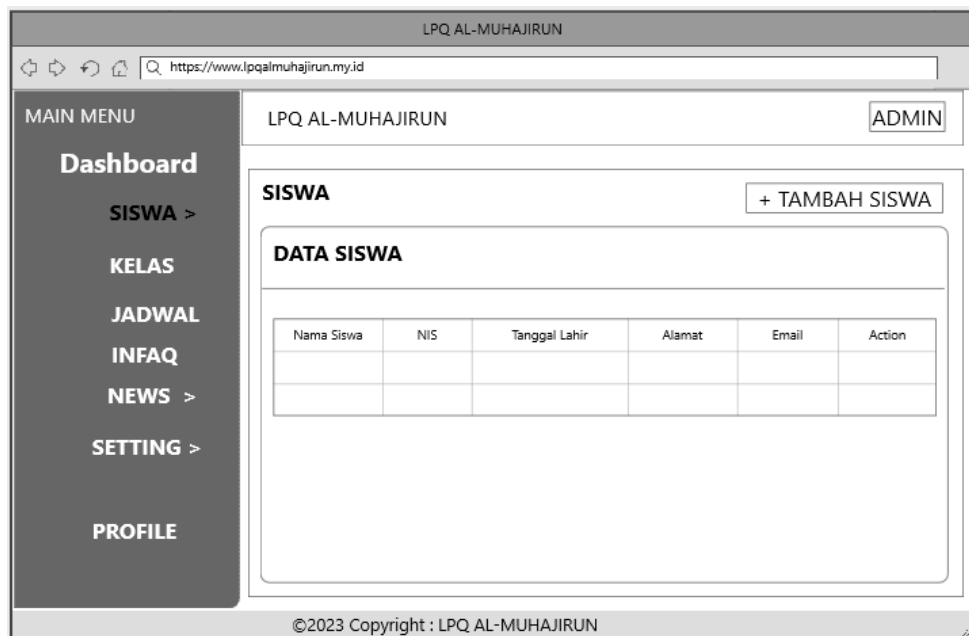 LPQ AL-MUHAJIRUN
https://www.lpqalmuhajirun.my.id
MAIN MENU
Dashboard
SISWA >
KELAS
JADWAL
INFAQ
NEWS >
SETTING >
PROFILE
LPQ AL-MUHAJIRUN
ADMIN
SISWA
+ TAMBAH SISWA
DATA SISWA
Nama Siswa NIS Tanggal Lahir Alamat Email Action
©2023 Copyright : LPQ AL-MUHAJIRUN